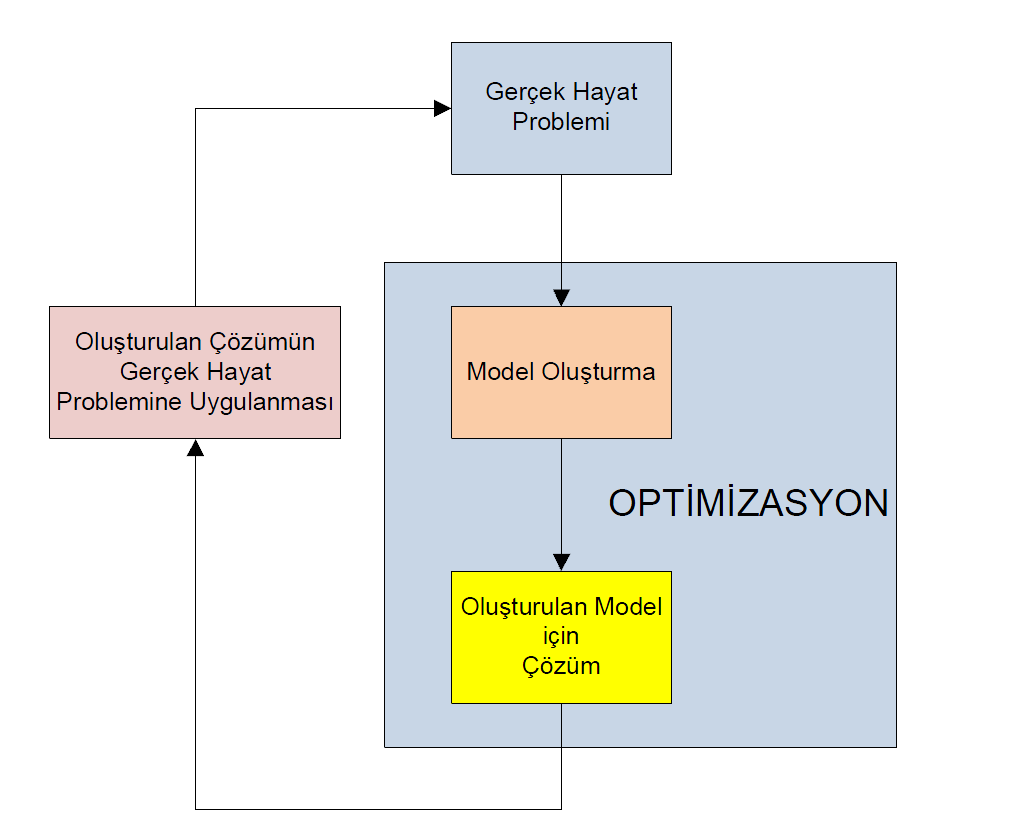 Gerçek Hayat
Problemi
Oluşturulan Çözümün
Gerçek Hayat
Problemine Uygulanması
Model Oluşturma
OPTİMİZASYON
Oluşturulan Model
için
Çözüm